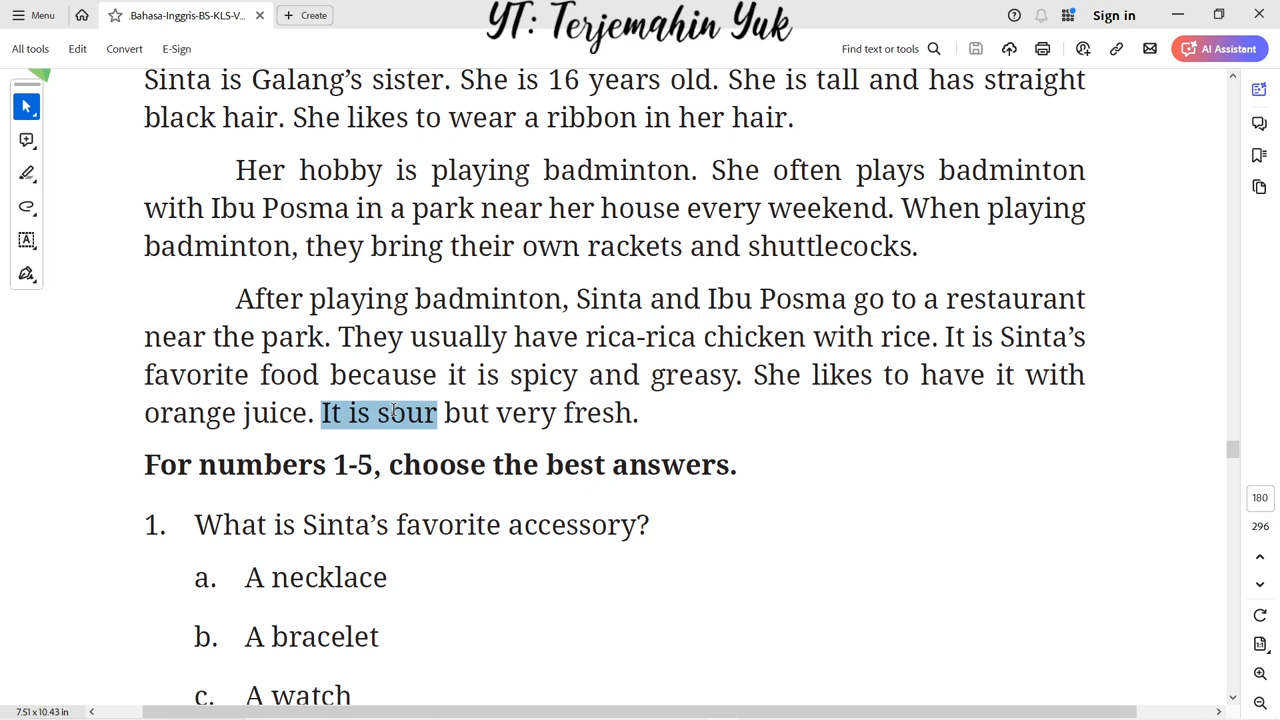 Menu
.Bahasa-Inggris-BS-KLS-V...
Create
YT: Terjemahin Yuk
Sign in
All tools Edit Convert E-Sign
Find text or tools
AI Assistant
Sinta is Galang's sister. She is 16 years old. She is tall and has straight
black hair. She likes to wear a ribbon in her hair.
Her hobby is playing badminton. She often plays badminton
with Ibu Posma in a park near her house every weekend. When playing
badminton, they bring their own rackets and shuttlecocks.
After playing badminton, Sinta and Ibu Posma go to a restaurant
near the park. They usually have rica-rica chicken with rice. It is Sinta's
favorite food because it is spicy and greasy. She likes to have it with
orange juice. It is sour but very fresh.
For numbers 1-5, choose the best answers.
1. What is Sinta's favorite accessory?
a. A necklace
b. A bracelet
c. A watch
180
296
7.51 x 10.43 in